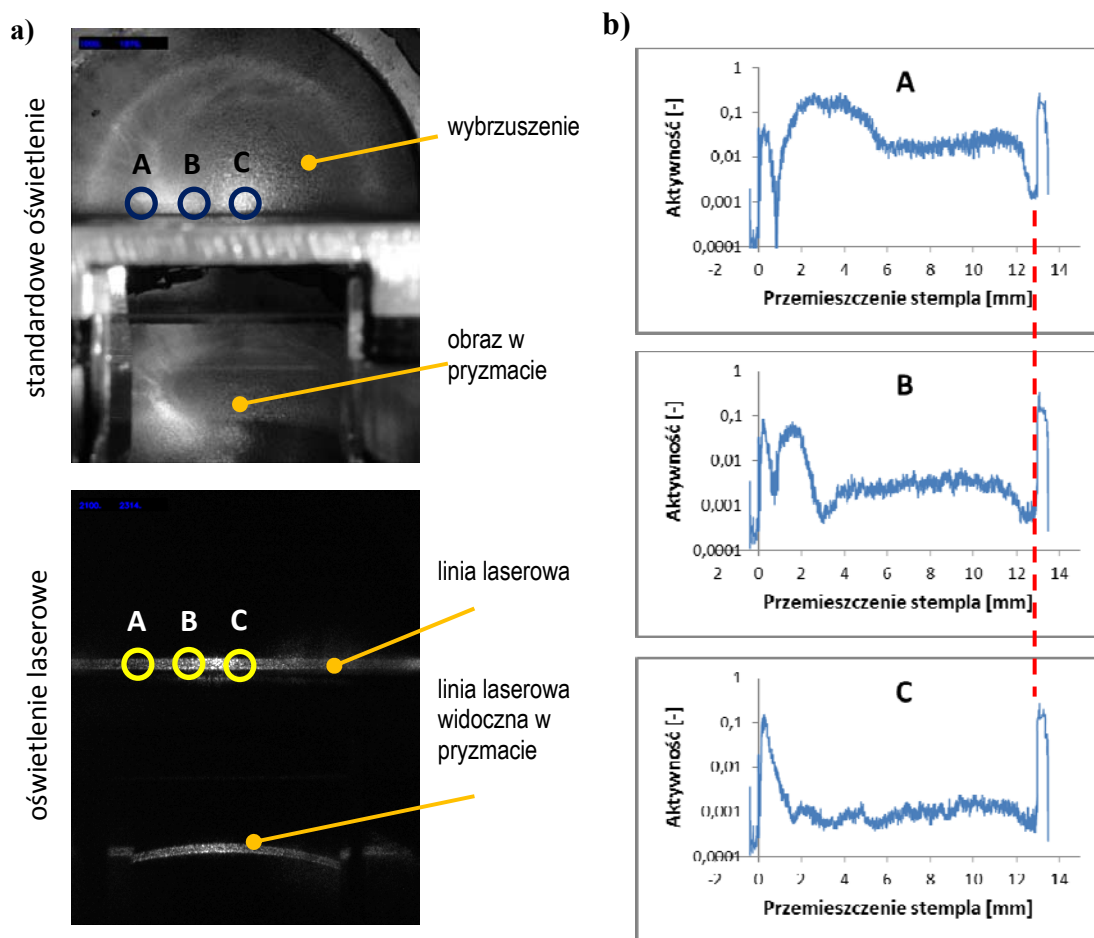 a)
standardowe oświetlenie
A B C
wybrzuszenie
obraz w
pryzmacie
oświetlenie laserowe
2100. 2314.
A B C
linia laserowa
linia laserowa
widoczna w
pryzmacie
b)
A
Aktywność [-]
1
0,1
0,01
0,001
0,0001
-2 0 2 4 6 8 10 12 14
Przemieszczenie stempla [mm]
B
Aktywność [-]
1
0,1
0,01
0,001
0,0001
2 0 2 4 6 8 10 12 14
Przemieszczenie stempla [mm]
C
Aktywność [-]
1
0,1
0,01
0,001
0,0001
-2 0 2 4 6 8 10 12 14
Przemieszczenie stempla [mm]